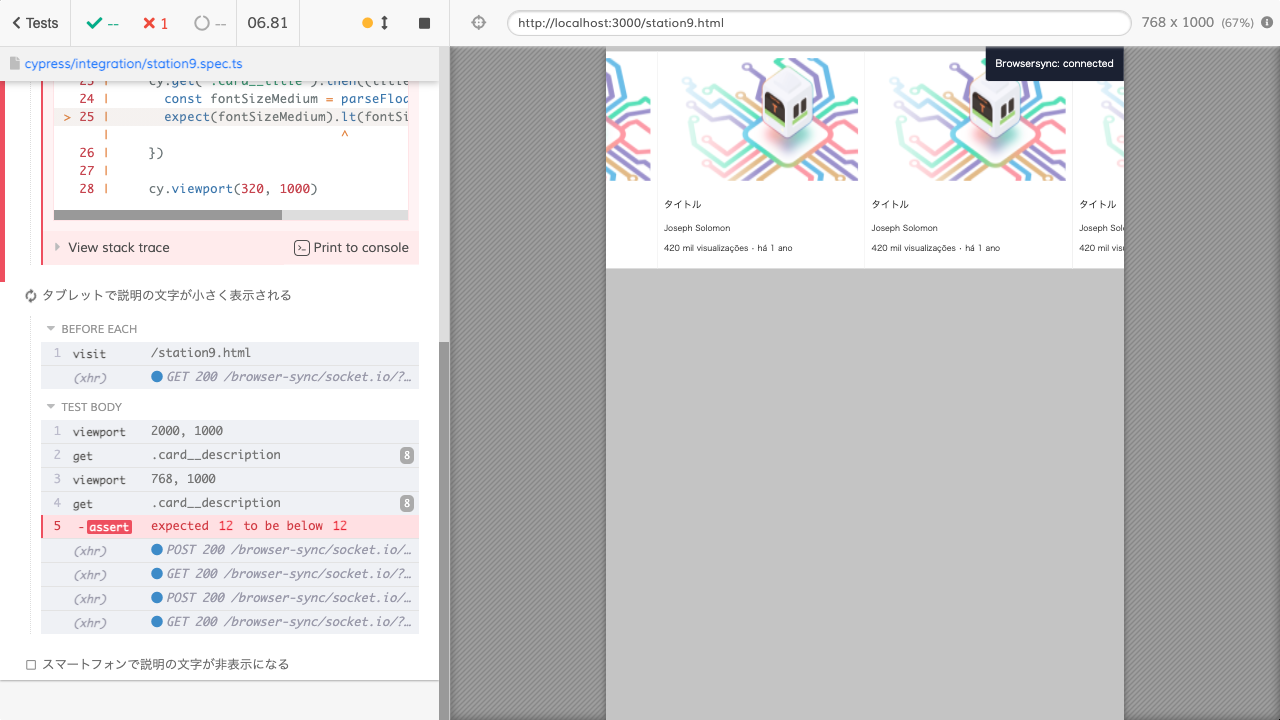 Tests
--
1
--
06.81
http://localhost:3000/station9.html
768 x 1000 (67%)
cypress/integration/station9.spec.ts
Browsersync: connected
24 | const fontSizeMedium = parseFloa
> 25 | expect(fontSizeMedium).lt(fontSi
| ^
26 | })
27 |
28 | cy.viewport(320, 1000)
View stack trace
Print to console
タブレットで説明の文字が小さく表示される
BEFORE EACH
1 visit /station9.html
(xhr) GET 200 /browser-sync/socket.io/?…
TEST BODY
1 viewport 2000, 1000
2 get .card__description 8
3 viewport 768, 1000
4 get .card__description 8
5 -assert expected 12 to be below 12
(xhr) POST 200 /browser-sync/socket.io/…
(xhr) GET 200 /browser-sync/socket.io/?…
(xhr) POST 200 /browser-sync/socket.io/…
(xhr) GET 200 /browser-sync/socket.io/?…
スマートフォンで説明の文字が非表示になる
タイトル
Joseph Solomon
420 mil visualizações · há 1 ano
タイトル
Joseph Solomon
420 mil visualizações · há 1 ano
タイトル
Joseph Sol
420 mil vis